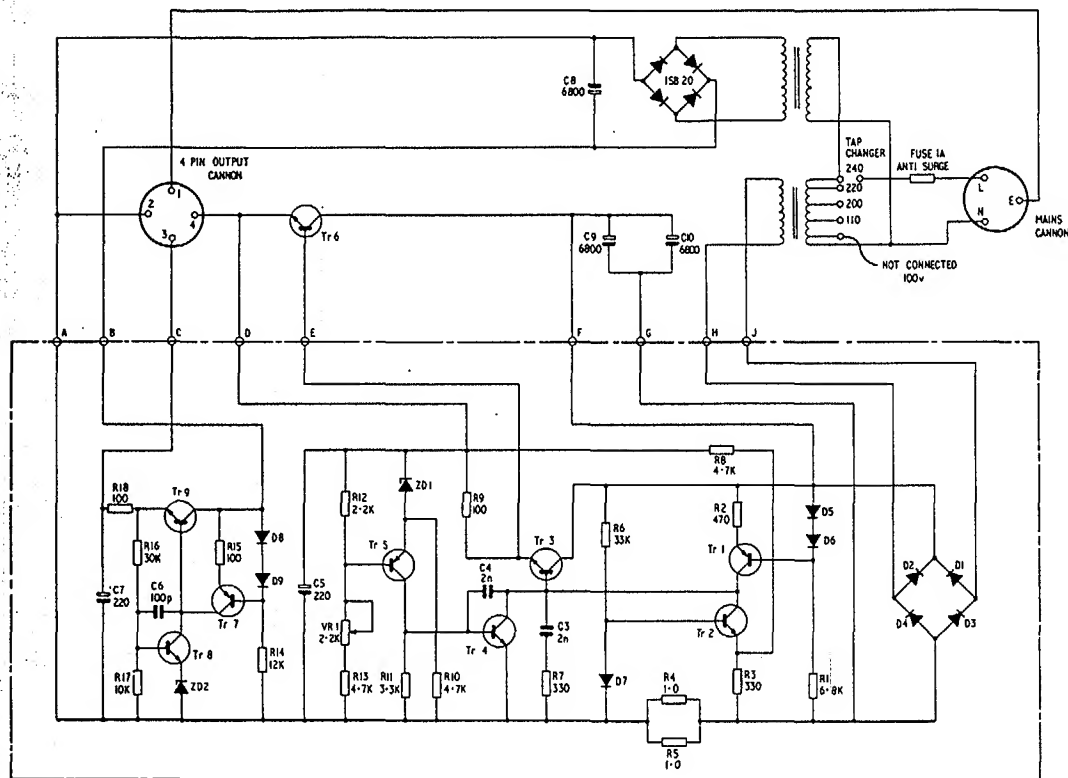 C8
6800
ISB 20
4 PIN OUTPUT
CANNON
1
2
3
4
Tr 6
C9
6800
C10
6800
TAP
CHANGER
240
220
200
110
NOT CONNECTED
100v
FUSE 1A
ANTI SURGE
L
E
N
MAINS
CANNON
A
B
C
D
E
F
G
H
J
R18
100
Tr 9
R16
30K
R15
100
D8
D9
C7
220
C6
100p
Tr 7
Tr 8
R14
12K
R17
10K
ZD2
C5
220
R12
2·2K
ZD1
Tr 5
VR1
2·2K
R13
4·7K
R11
3·3K
R10
4·7K
C4
2n
Tr 4
R9
100
Tr 3
C3
2n
R7
330
R6
33K
D7
R8
4·7K
R2
470
Tr 1
Tr 2
R3
330
R4
1·0
R5
1·0
D5
D6
R1
6·8K
D2
D1
D4
D3